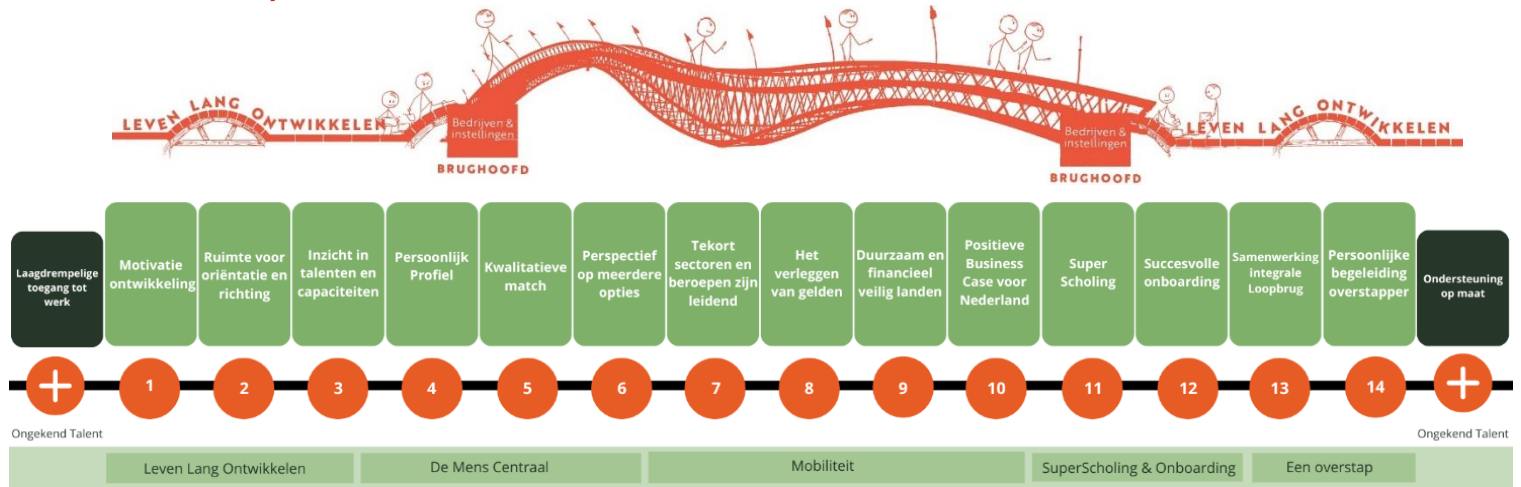 LEVEN LANG ONTWIKKELEN
Bedrijven &
instellingen
BRUGHOOFD
Bedrijven &
instellingen
BRUGHOOFD
LEVEN LANG ONTWIKKELEN
Laagdrempelige
toegang tot
werk
Motivatie
ontwikkeling
Ruimte voor
oriëntatie en
richting
Inzicht in
talenten en
capaciteiten
Persoonlijk
Profiel
Kwalitatieve
match
Perspectief
op meerdere
opties
Tekort
sectoren en
beroepen zijn
leidend
Het
verleggen
van gelden
Duurzaam en
financieel
veilig landen
Positieve
Business
Case voor
Nederland
Super
Scholing
Succesvolle
onboarding
Samenwerking
integrale
Loopbrug
Persoonlijke
begeleiding
overstapper
Ondersteuning
op maat
+
1
2
3
4
5
6
7
8
9
10
11
12
13
14
+
Ongekend Talent
Ongekend Talent
Leven Lang Ontwikkelen
De Mens Centraal
Mobiliteit
SuperScholing & Onboarding
Een overstap